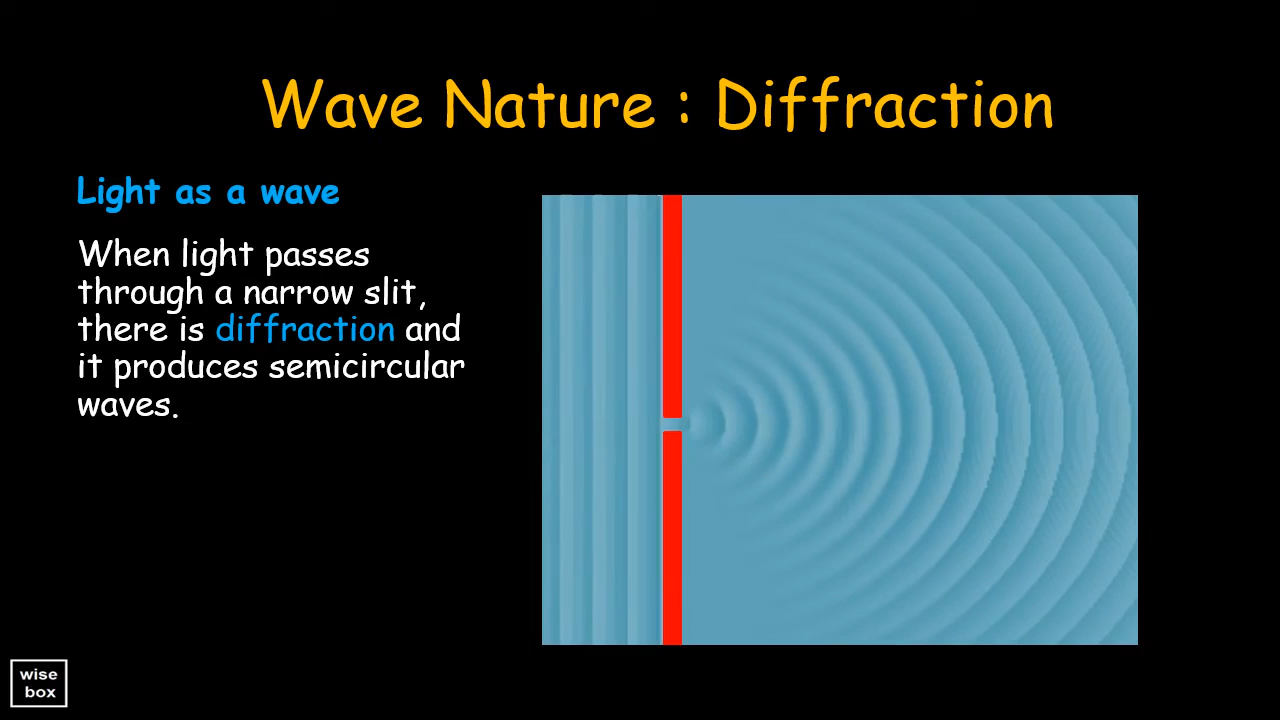 Wave Nature : Diffraction
Light as a wave
When light passes
through a narrow slit,
there is diffraction and
it produces semicircular
waves.
wise
box